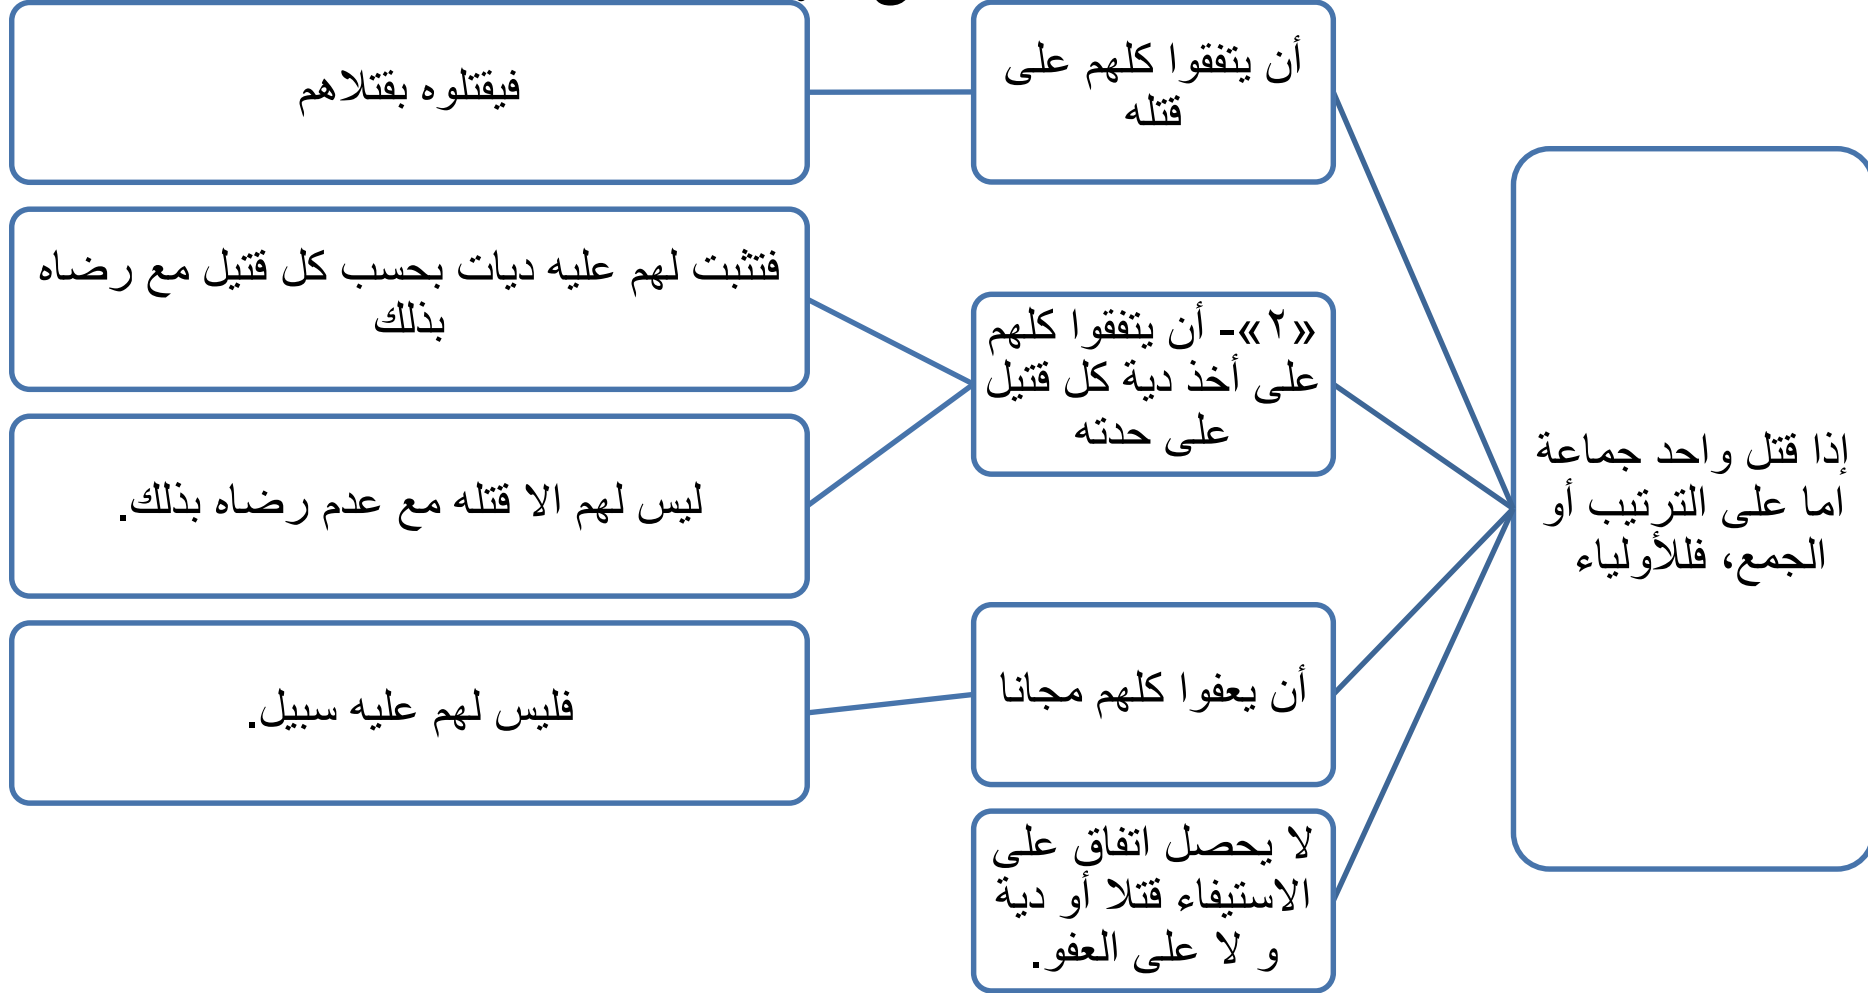 إذا قتل واحد جماعة
اما على الترتيب أو
الجمع، فللأولياء
أن يتفقوا كلهم على
قتله
فيقتلوه بقتلاهم
«٢»- أن يتفقوا كلهم
على أخذ دية كل قتيل
على حدته
فتثبت لهم عليه ديات بحسب كل قتيل مع رضاه
بذلك
ليس لهم الا قتله مع عدم رضاه بذلك.
أن يعفوا كلهم مجانا
فليس لهم عليه سبيل.
لا يحصل اتفاق على
الاستيفاء قتلا أو دية
و لا على العفو.